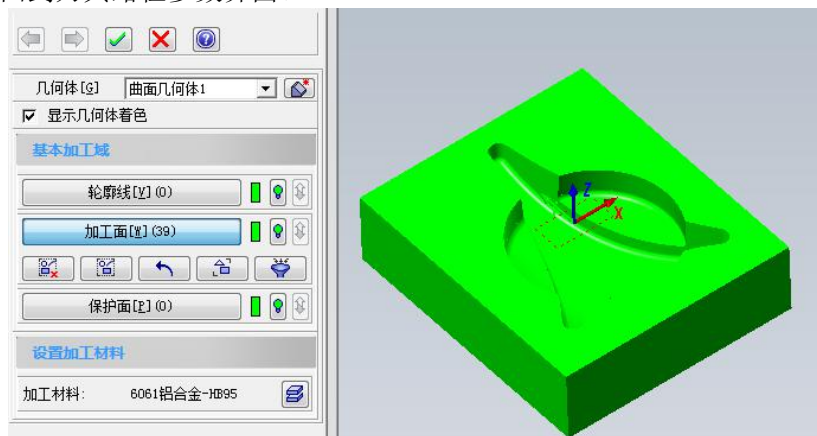 几何体[G] 曲面几何体1
显示几何体着色
基本加工域
轮廓线[V](0)
加工面[W](39)
保护面[P](0)
设置加工材料
加工材料: 6061铝合金-HB95
Z
X